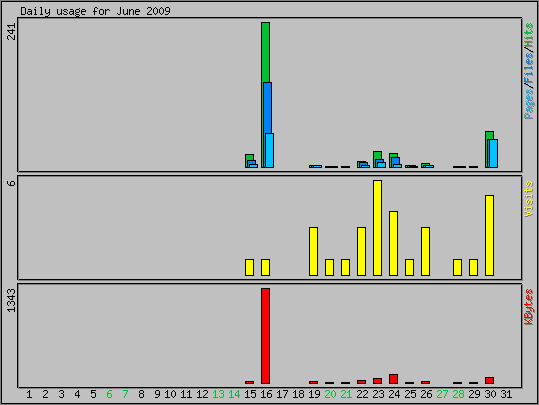 Daily usage for June 2009
241
Pages/Files/Hits
6
Visits
1343
KBytes
1 2 3 4 5 6 7 8 9 10 11 12 13 14 15 16 17 18 19 20 21 22 23 24 25 26 27 28 29 30 31